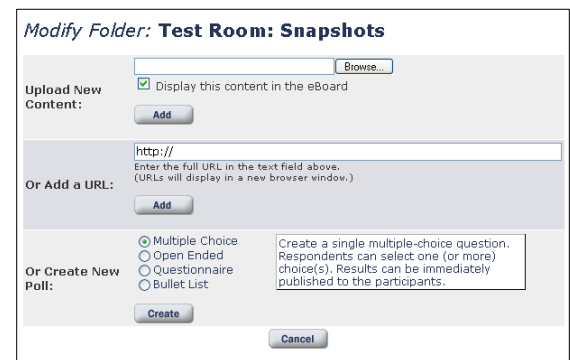 Modify Folder: Test Room: Snapshots
Upload New Content:
Browse...
Display this content in the eBoard
Add
Or Add a URL:
http://
Enter the full URL in the text field above.
(URLs will display in a new browser window.)
Add
Or Create New Poll:
Multiple Choice
Open Ended
Questionnaire
Bullet List
Create a single multiple-choice question.
Respondents can select one (or more)
choice(s). Results can be immediately
published to the participants.
Create
Cancel